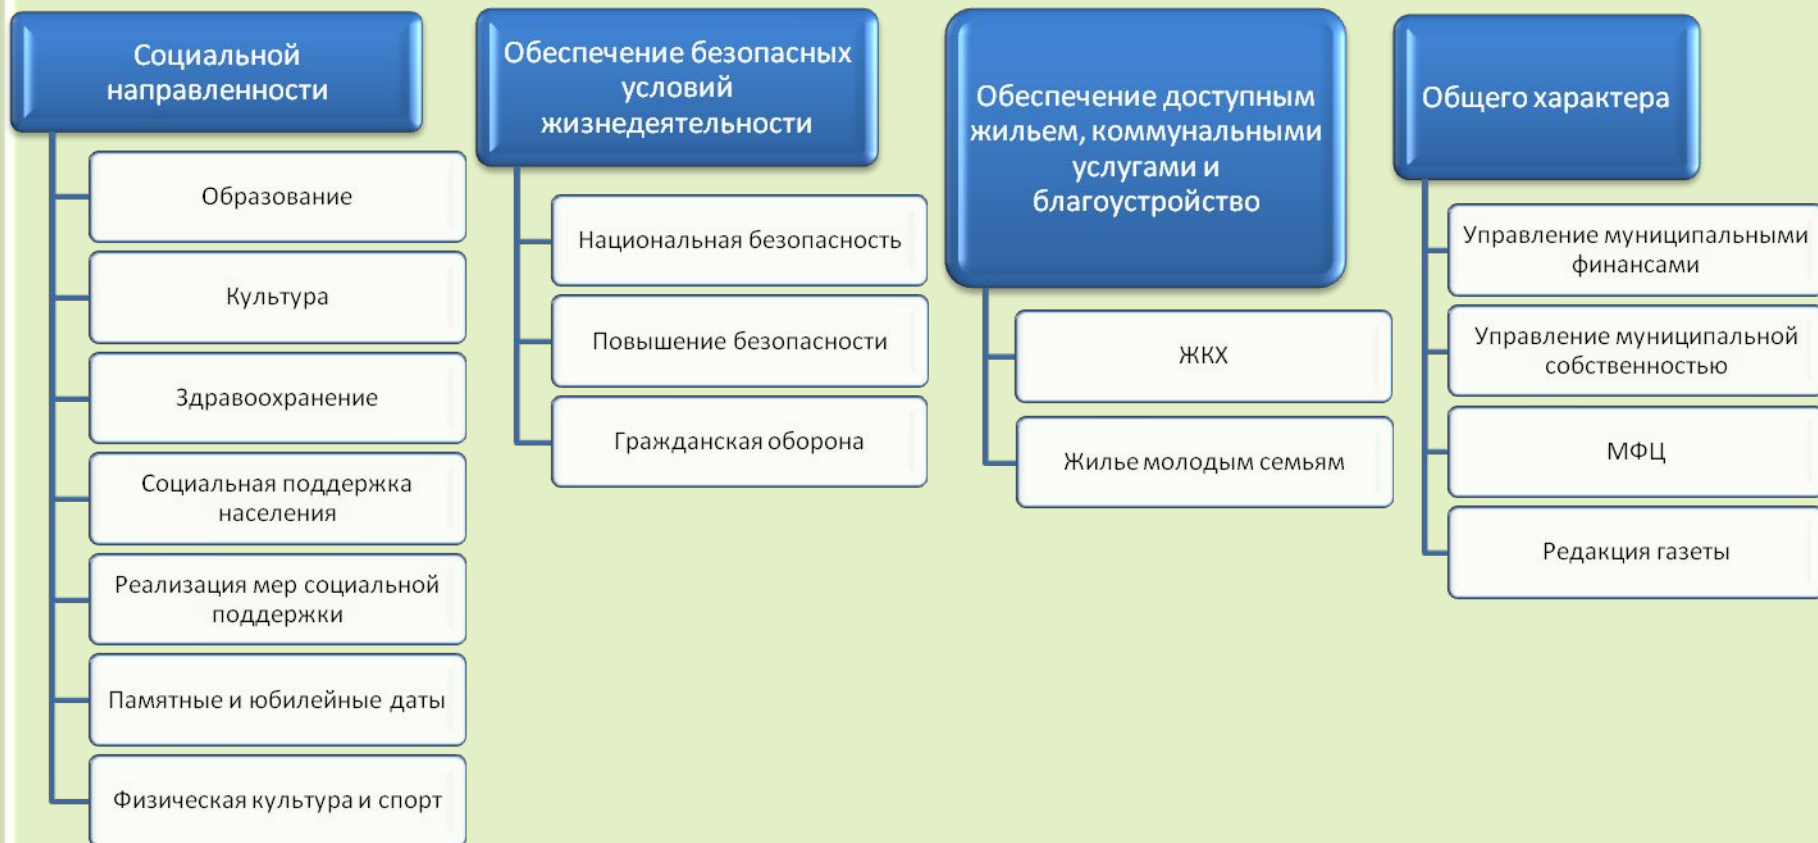 Социальной
направленности
Образование
Культура
Здравоохранение
Социальная поддержка
населения
Реализация мер социальной
поддержки
Памятные и юбилейные даты
Физическая культура и спорт
Обеспечение безопасных
условий
жизнедеятельности
Национальная безопасность
Повышение безопасности
Гражданская оборона
Обеспечение доступным
жильем, коммунальными
услугами и
благоустройство
ЖКХ
Жилье молодым семьям
Общего характера
Управление муниципальными
финансами
Управление муниципальной
собственностью
МФЦ
Редакция газеты